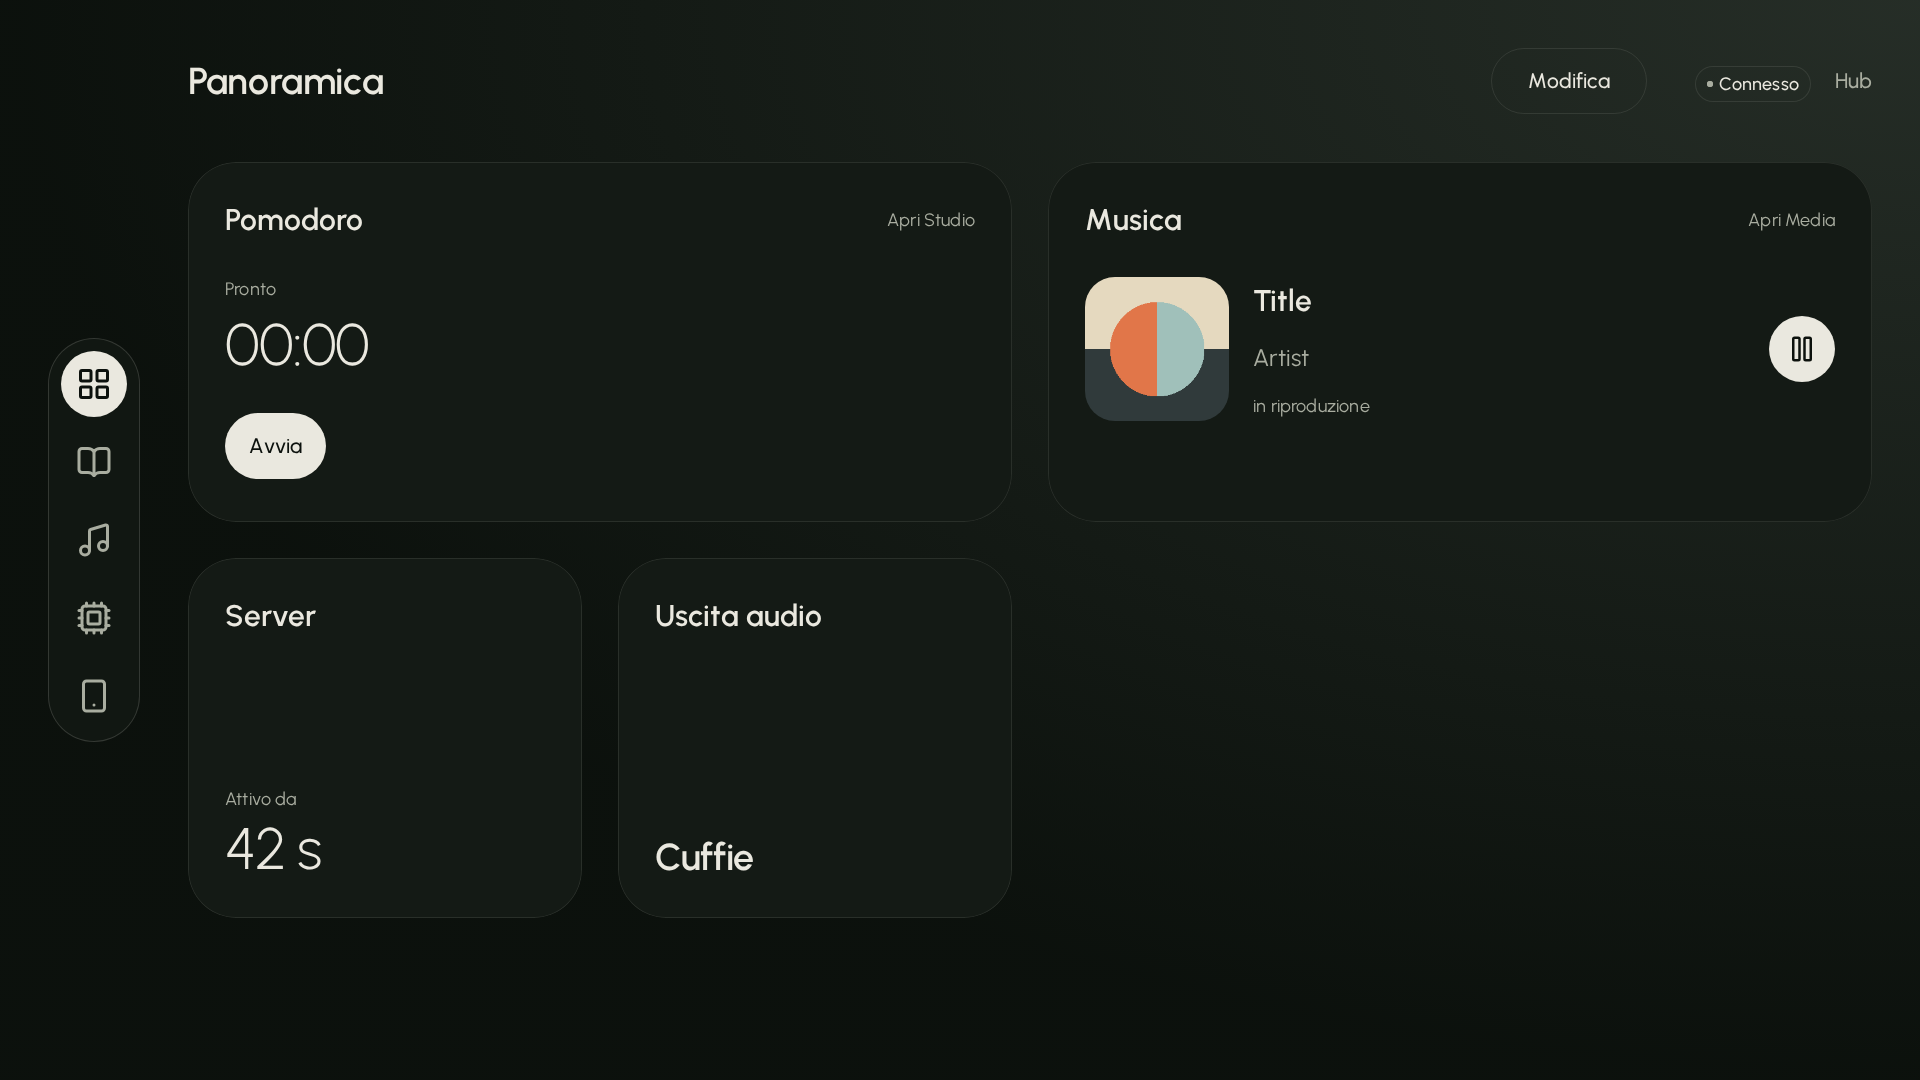 Panoramica
Modifica
Connesso
Hub
Pomodoro
Apri Studio
Pronto
00:00
Avvia
Musica
Apri Media
Title
Artist
in riproduzione
Server
Attivo da
42 s
Uscita audio
Cuffie